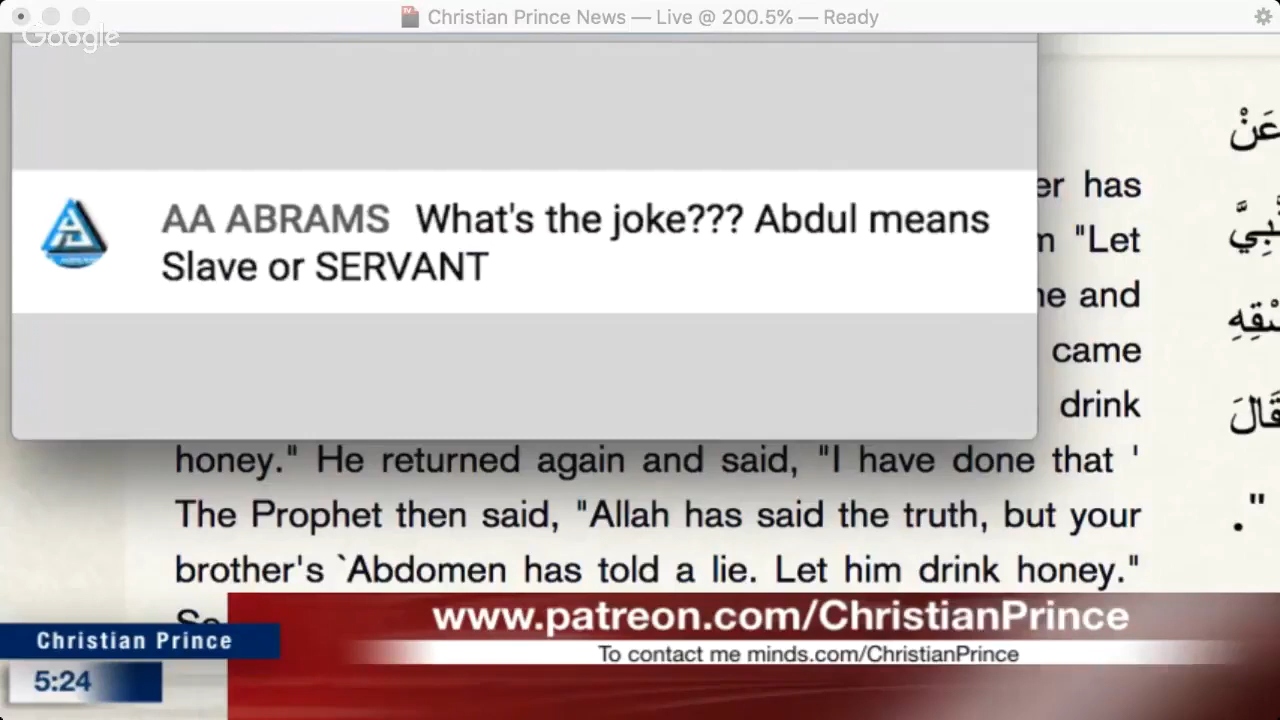 Christian Prince News — Live @ 200.5% — Ready
Google
AA ABRAMS What's the joke??? Abdul means
Slave or SERVANT
عَنْ
er has
"Let
and
came
drink
قَالَ
honey." He returned again and said, "I have done that '
The Prophet then said, "Allah has said the truth, but your
brother's `Abdomen has told a lie. Let him drink honey."
".
So
www.patreon.com/ChristianPrince
Christian Prince
To contact me minds.com/ChristianPrince
5:24